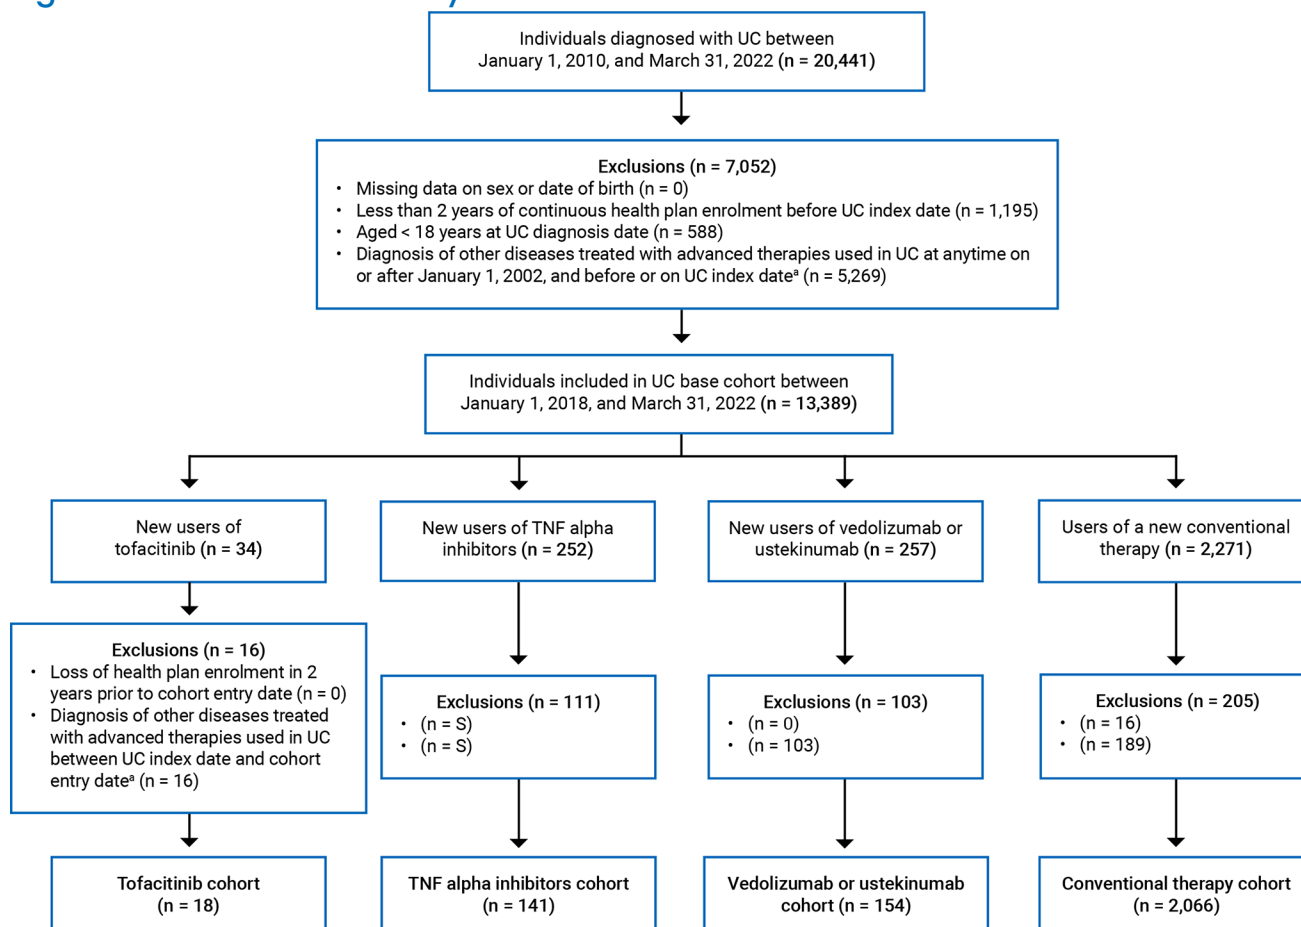 Individuals diagnosed with UC between
January 1, 2010, and March 31, 2022 (n = 20,441)
Exclusions (n = 7,052)
• Missing data on sex or date of birth (n = 0)
• Less than 2 years of continuous health plan enrolment before UC index date (n = 1,195)
• Aged < 18 years at UC diagnosis date (n = 588)
• Diagnosis of other diseases treated with advanced therapies used in UC at anytime on
or after January 1, 2002, and before or on UC index dateᵃ (n = 5,269)
Individuals included in UC base cohort between
January 1, 2018, and March 31, 2022 (n = 13,389)
New users of
tofacitinib (n = 34)
New users of TNF alpha
inhibitors (n = 252)
New users of vedolizumab or
ustekinumab (n = 257)
Users of a new conventional
therapy (n = 2,271)
Exclusions (n = 16)
• Loss of health plan enrolment in 2
years prior to cohort entry date (n = 0)
• Diagnosis of other diseases treated
with advanced therapies used in UC
between UC index date and cohort
entry dateᵃ (n = 16)
Exclusions (n = 111)
• (n = S)
• (n = S)
Exclusions (n = 103)
• (n = 0)
• (n = 103)
Exclusions (n = 205)
• (n = 16)
• (n = 189)
Tofacitinib cohort
(n = 18)
TNF alpha inhibitors cohort
(n = 141)
Vedolizumab or ustekinumab
cohort (n = 154)
Conventional therapy cohort
(n = 2,066)